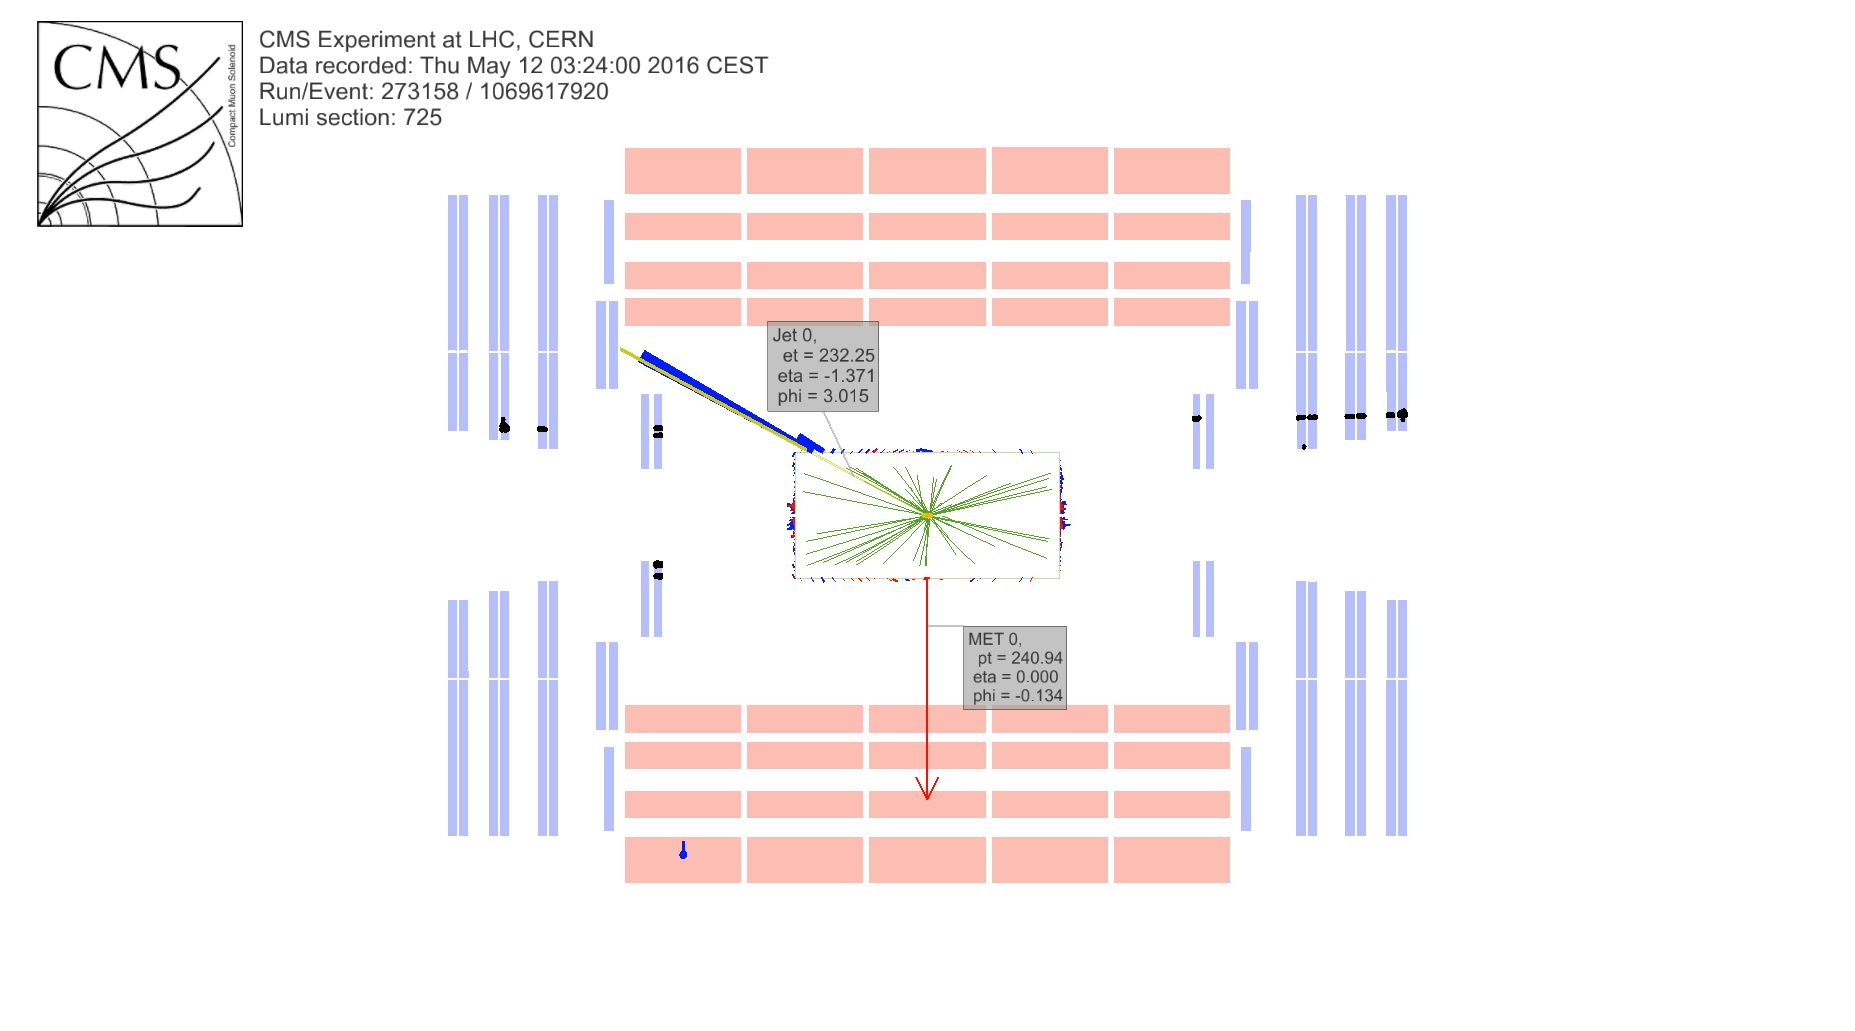 CMS
Compact Muon Solenoid
CMS Experiment at LHC, CERN
Data recorded: Thu May 12 03:24:00 2016 CEST
Run/Event: 273158 / 1069617920
Lumi section: 725
Jet 0,
et = 232.25
eta = -1.371
phi = 3.015
MET 0,
pt = 240.94
eta = 0.000
phi = -0.134